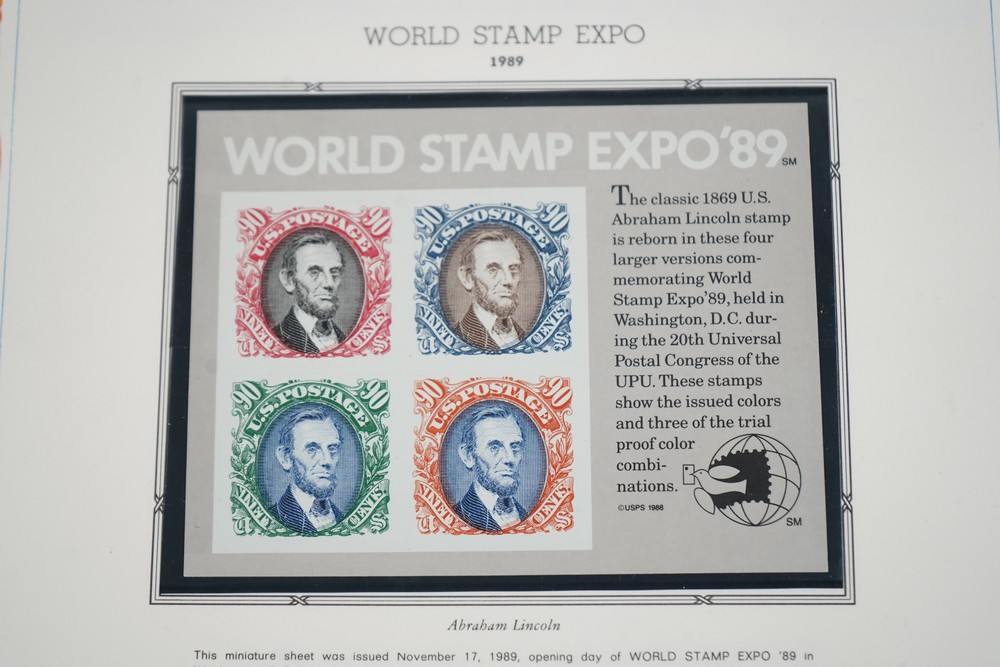 WORLD STAMP EXPO
1989
WORLD STAMP EXPO'89 SM
90 90
U.S. POSTAGE
NINETY CENTS.
U S
90 90
U.S. POSTAGE
NINETY CENTS.
U S
90 90
U.S. POSTAGE
NINETY CENTS.
U S
90 90
U.S. POSTAGE
NINETY CENTS.
U S
The classic 1869 U.S.
Abraham Lincoln stamp
is reborn in these four
larger versions com-
memorating World
Stamp Expo'89, held in
Washington, D.C. dur-
ing the 20th Universal
Postal Congress of the
UPU. These stamps
show the issued colors
and three of the trial
proof color
combi-
nations.
©USPS 1988
SM
Abraham Lincoln
This miniature sheet was issued November 17, 1989, opening day of WORLD STAMP EXPO '89 in